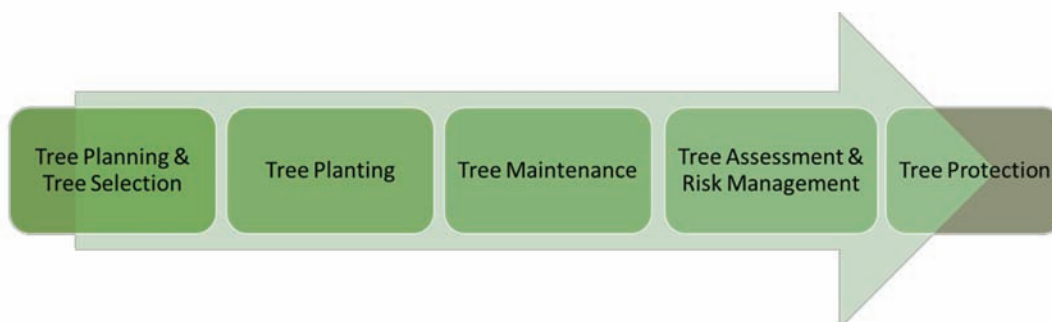 Tree Planning &
Tree Selection
Tree Planting
Tree Maintenance
Tree Assessment &
Risk Management
Tree Protection